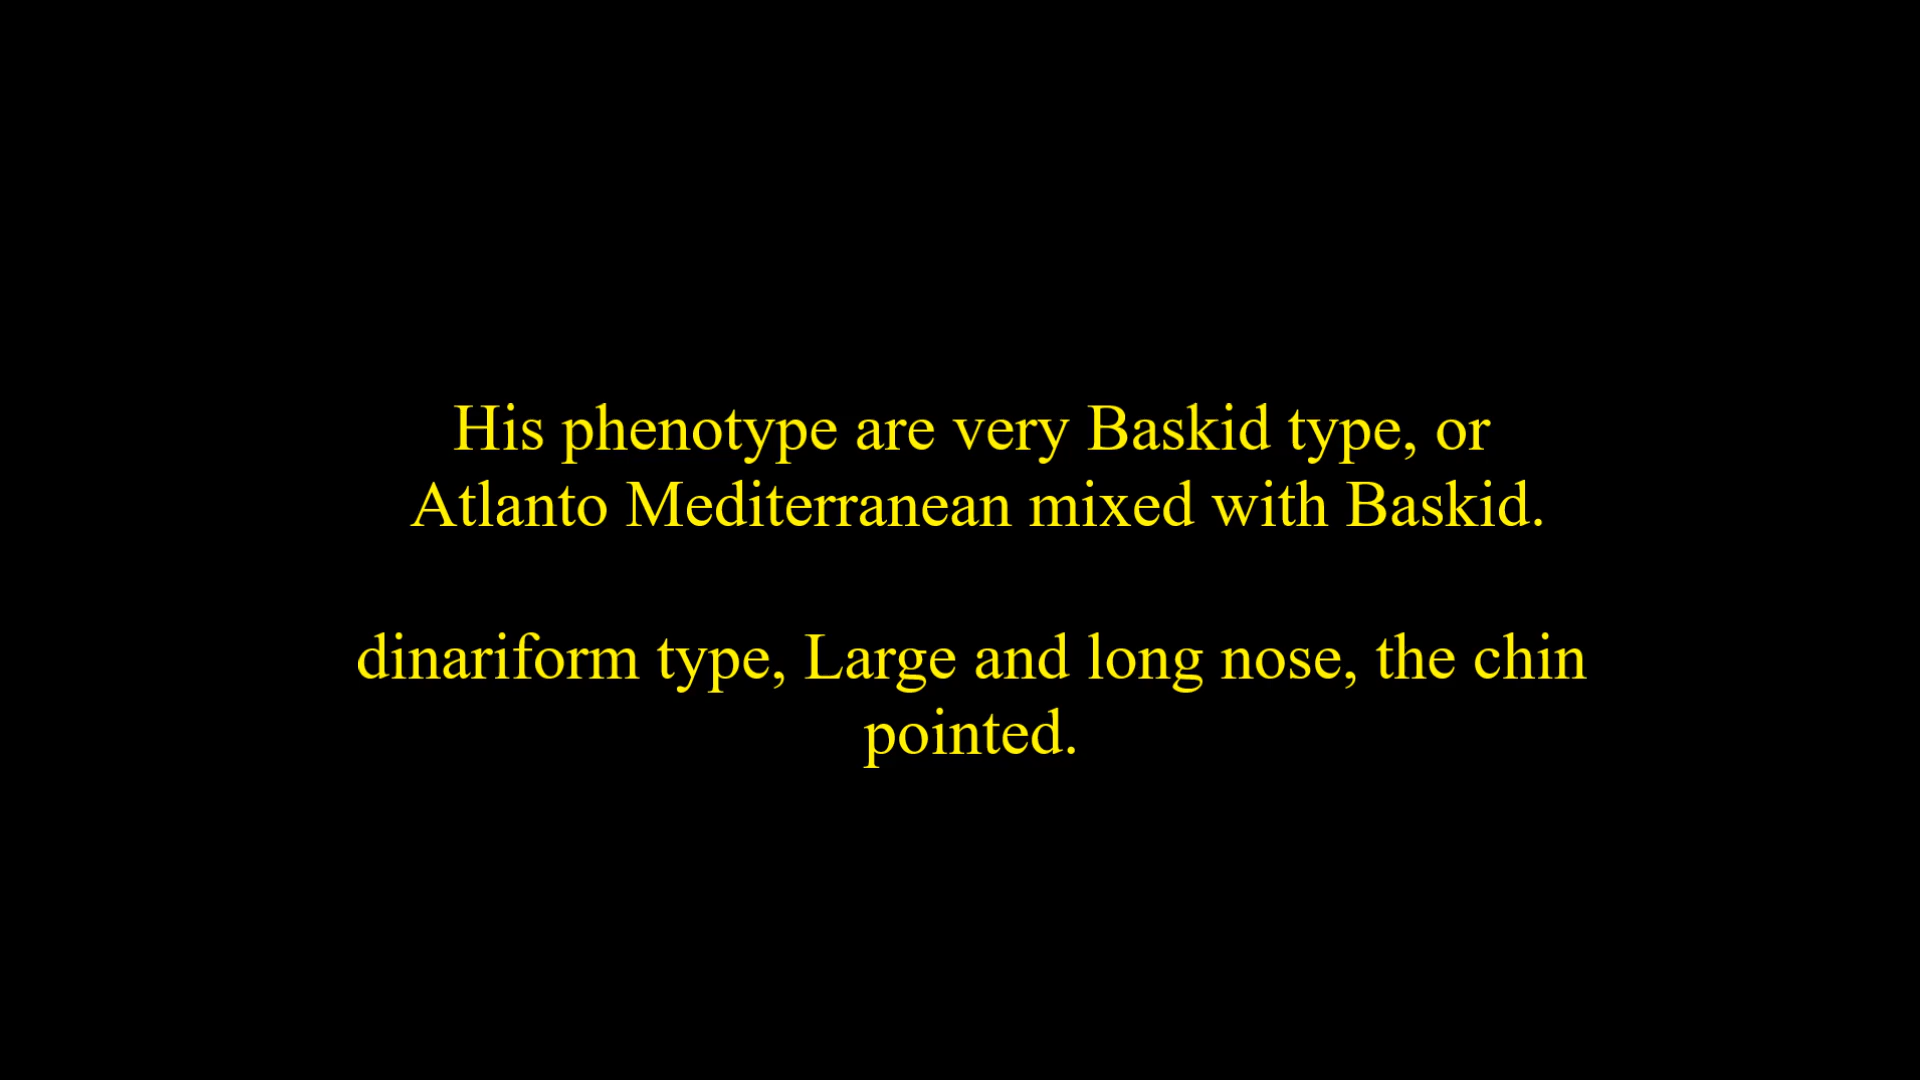 His phenotype are very Baskid type, or
Atlanto Mediterranean mixed with Baskid.
dinariform type, Large and long nose, the chin
pointed.